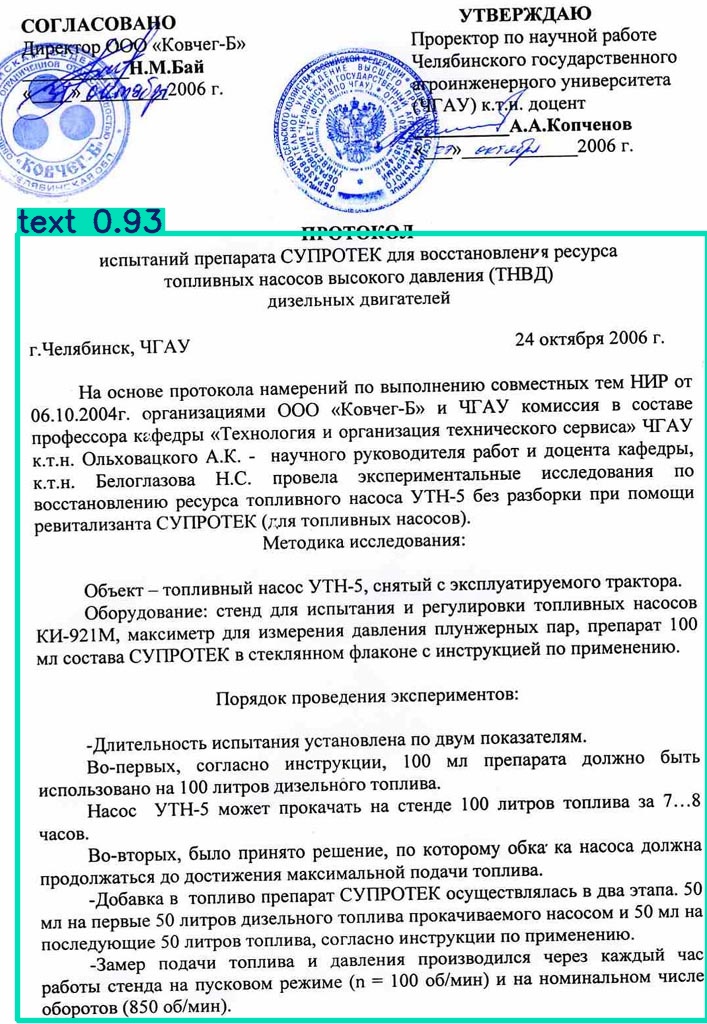 СОГЛАСОВАНО
Директор ООО «Ковчег-Б»
Н.М.Бай
2006 г.
УТВЕРЖДАЮ
Проректор по научной работе
Челябинского государственного
агроинженерного университета
(ЧГАУ) к.т.н. доцент
А.А.Копченов
октября 2006 г.
«КОВЧЕГ-Б»
text 0.93
ПРОТОКОЛ
испытаний препарата СУПРОТЕК для восстановления ресурса
топливных насосов высокого давления (ТНВД)
дизельных двигателей
г.Челябинск, ЧГАУ 24 октября 2006 г.
На основе протокола намерений по выполнению совместных тем НИР от
06.10.2004г. организациями ООО «Ковчег-Б» и ЧГАУ комиссия в составе
профессора кафедры «Технология и организация технического сервиса» ЧГАУ
к.т.н. Ольховацкого А.К. - научного руководителя работ и доцента кафедры,
к.т.н. Белоглазова Н.С. провела экспериментальные исследования по
восстановлению ресурса топливного насоса УТН-5 без разборки при помощи
ревитализанта СУПРОТЕК (для топливных насосов).
Методика исследования:
Объект – топливный насос УТН-5, снятый с эксплуатируемого трактора.
Оборудование: стенд для испытания и регулировки топливных насосов
КИ-921М, максиметр для измерения давления плунжерных пар, препарат 100
мл состава СУПРОТЕК в стеклянном флаконе с инструкцией по применению.
Порядок проведения экспериментов:
-Длительность испытания установлена по двум показателям.
Во-первых, согласно инструкции, 100 мл препарата должно быть
использовано на 100 литров дизельного топлива.
Насос УТН-5 может прокачать на стенде 100 литров топлива за 7…8
часов.
Во-вторых, было принято решение, по которому обка ка насоса должна
продолжаться до достижения максимальной подачи топлива.
-Добавка в топливо препарат СУПРОТЕК осуществлялась в два этапа. 50
мл на первые 50 литров дизельного топлива прокачиваемого насосом и 50 мл на
последующие 50 литров топлива, согласно инструкции по применению.
-Замер подачи топлива и давления производился через каждый час
работы стенда на пусковом режиме (n = 100 об/мин) и на номинальном числе
оборотов (850 об/мин).